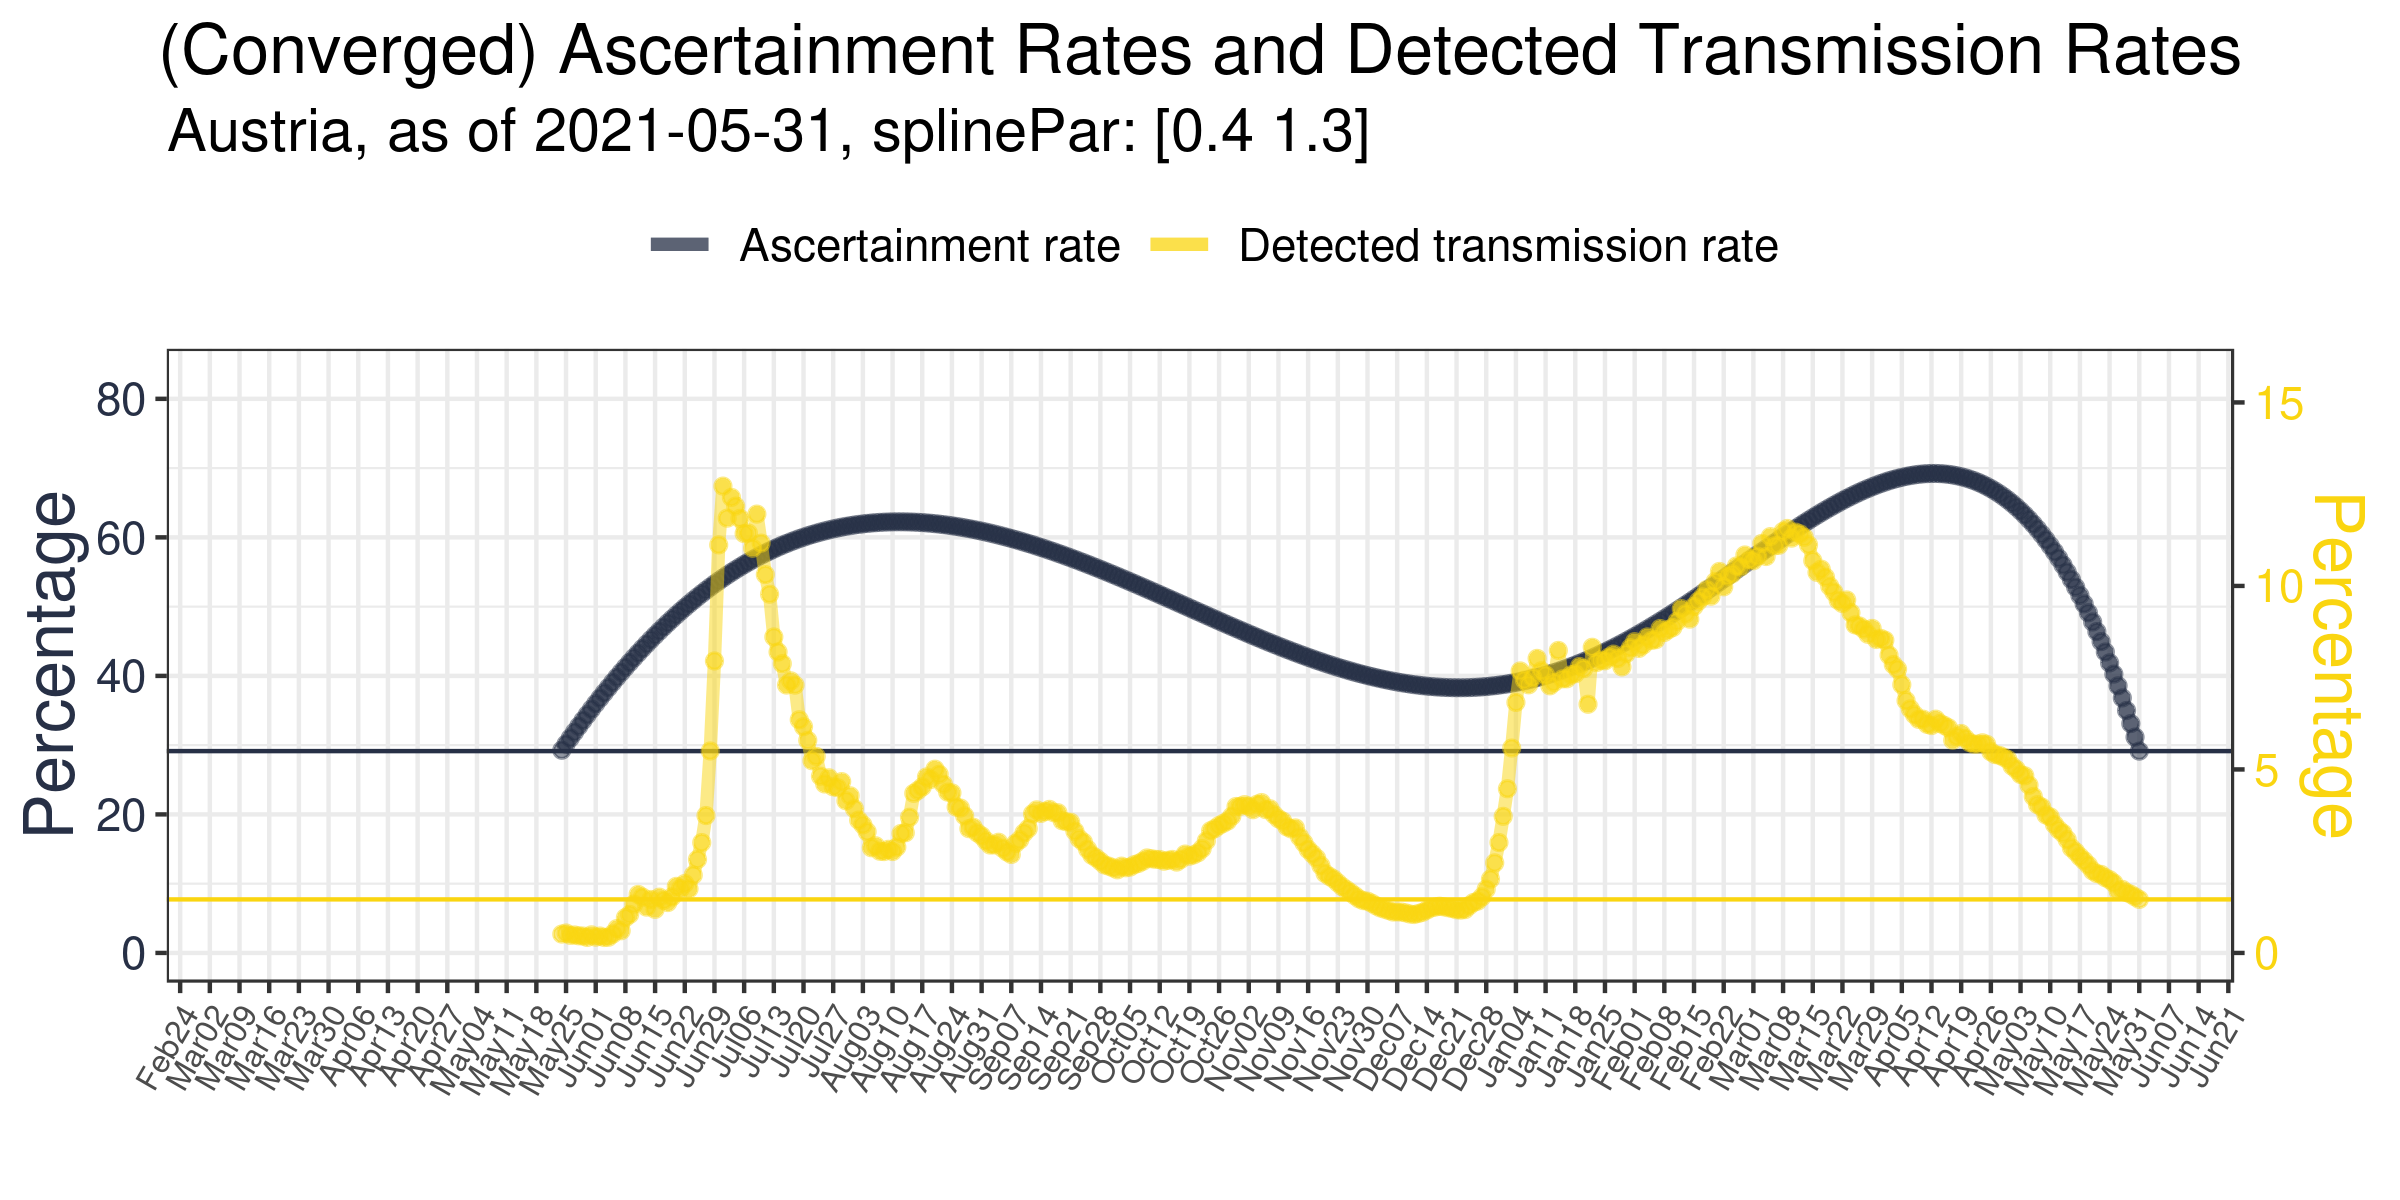 (Converged) Ascertainment Rates and Detected Transmission Rates
Austria, as of 2021-05-31, splinePar: [0.4 1.3]
Ascertainment rate
Detected transmission rate
Percentage
80
60
40
20
0
15
10
5
0
Percentage
Feb24
Mar02
Mar09
Mar16
Mar23
Mar30
Apr06
Apr13
Apr20
Apr27
May04
May11
May18
May25
Jun01
Jun08
Jun15
Jun22
Jun29
Jul06
Jul13
Jul20
Jul27
Aug03
Aug10
Aug17
Aug24
Aug31
Sep07
Sep14
Sep21
Sep28
Oct05
Oct12
Oct19
Oct26
Nov02
Nov09
Nov16
Nov23
Nov30
Dec07
Dec14
Dec21
Dec28
Jan04
Jan11
Jan18
Jan25
Feb01
Feb08
Feb15
Feb22
Mar01
Mar08
Mar15
Mar22
Mar29
Apr05
Apr12
Apr19
Apr26
May03
May10
May17
May24
May31
Jun07
Jun14
Jun21